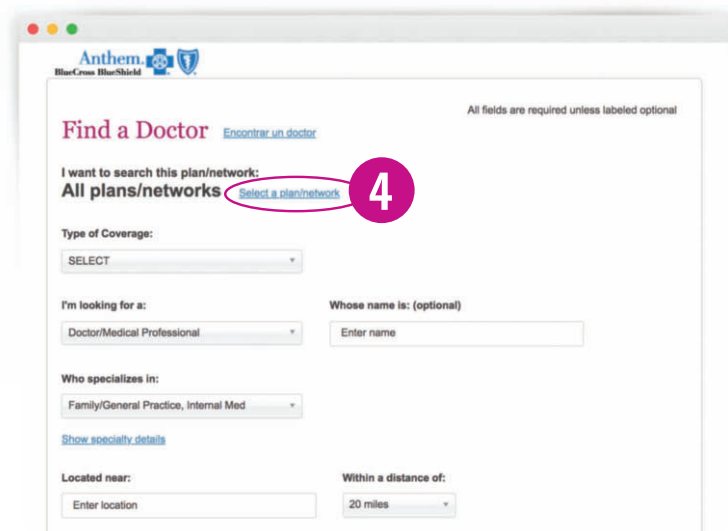 Anthem.
BlueCross BlueShield
All fields are required unless labeled optional
Find a Doctor Encontrar un doctor
I want to search this plan/network:
All plans/networks Select a plan/network 4
Type of Coverage:
SELECT
I'm looking for a: Whose name is: (optional)
Doctor/Medical Professional Enter name
Who specializes in:
Family/General Practice, Internal Med
Show specialty details
Located near: Within a distance of:
Enter location 20 miles